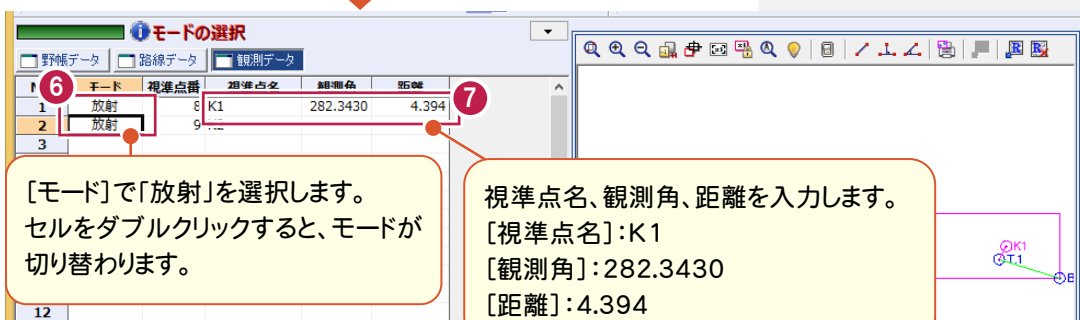 モードの選択
野帳データ 路線データ 観測データ
モード 視準点番 視準点名 観測角 距離
1 放射 8 K1 282.3430 4.394
2 放射 9
3
12
6
7
[モード]で「放射」を選択します。
セルをダブルクリックすると、モードが
切り替わります。
視準点名、観測角、距離を入力します。
[視準点名]:K1
[観測角]:282.3430
[距離]:4.394
K1
T.1